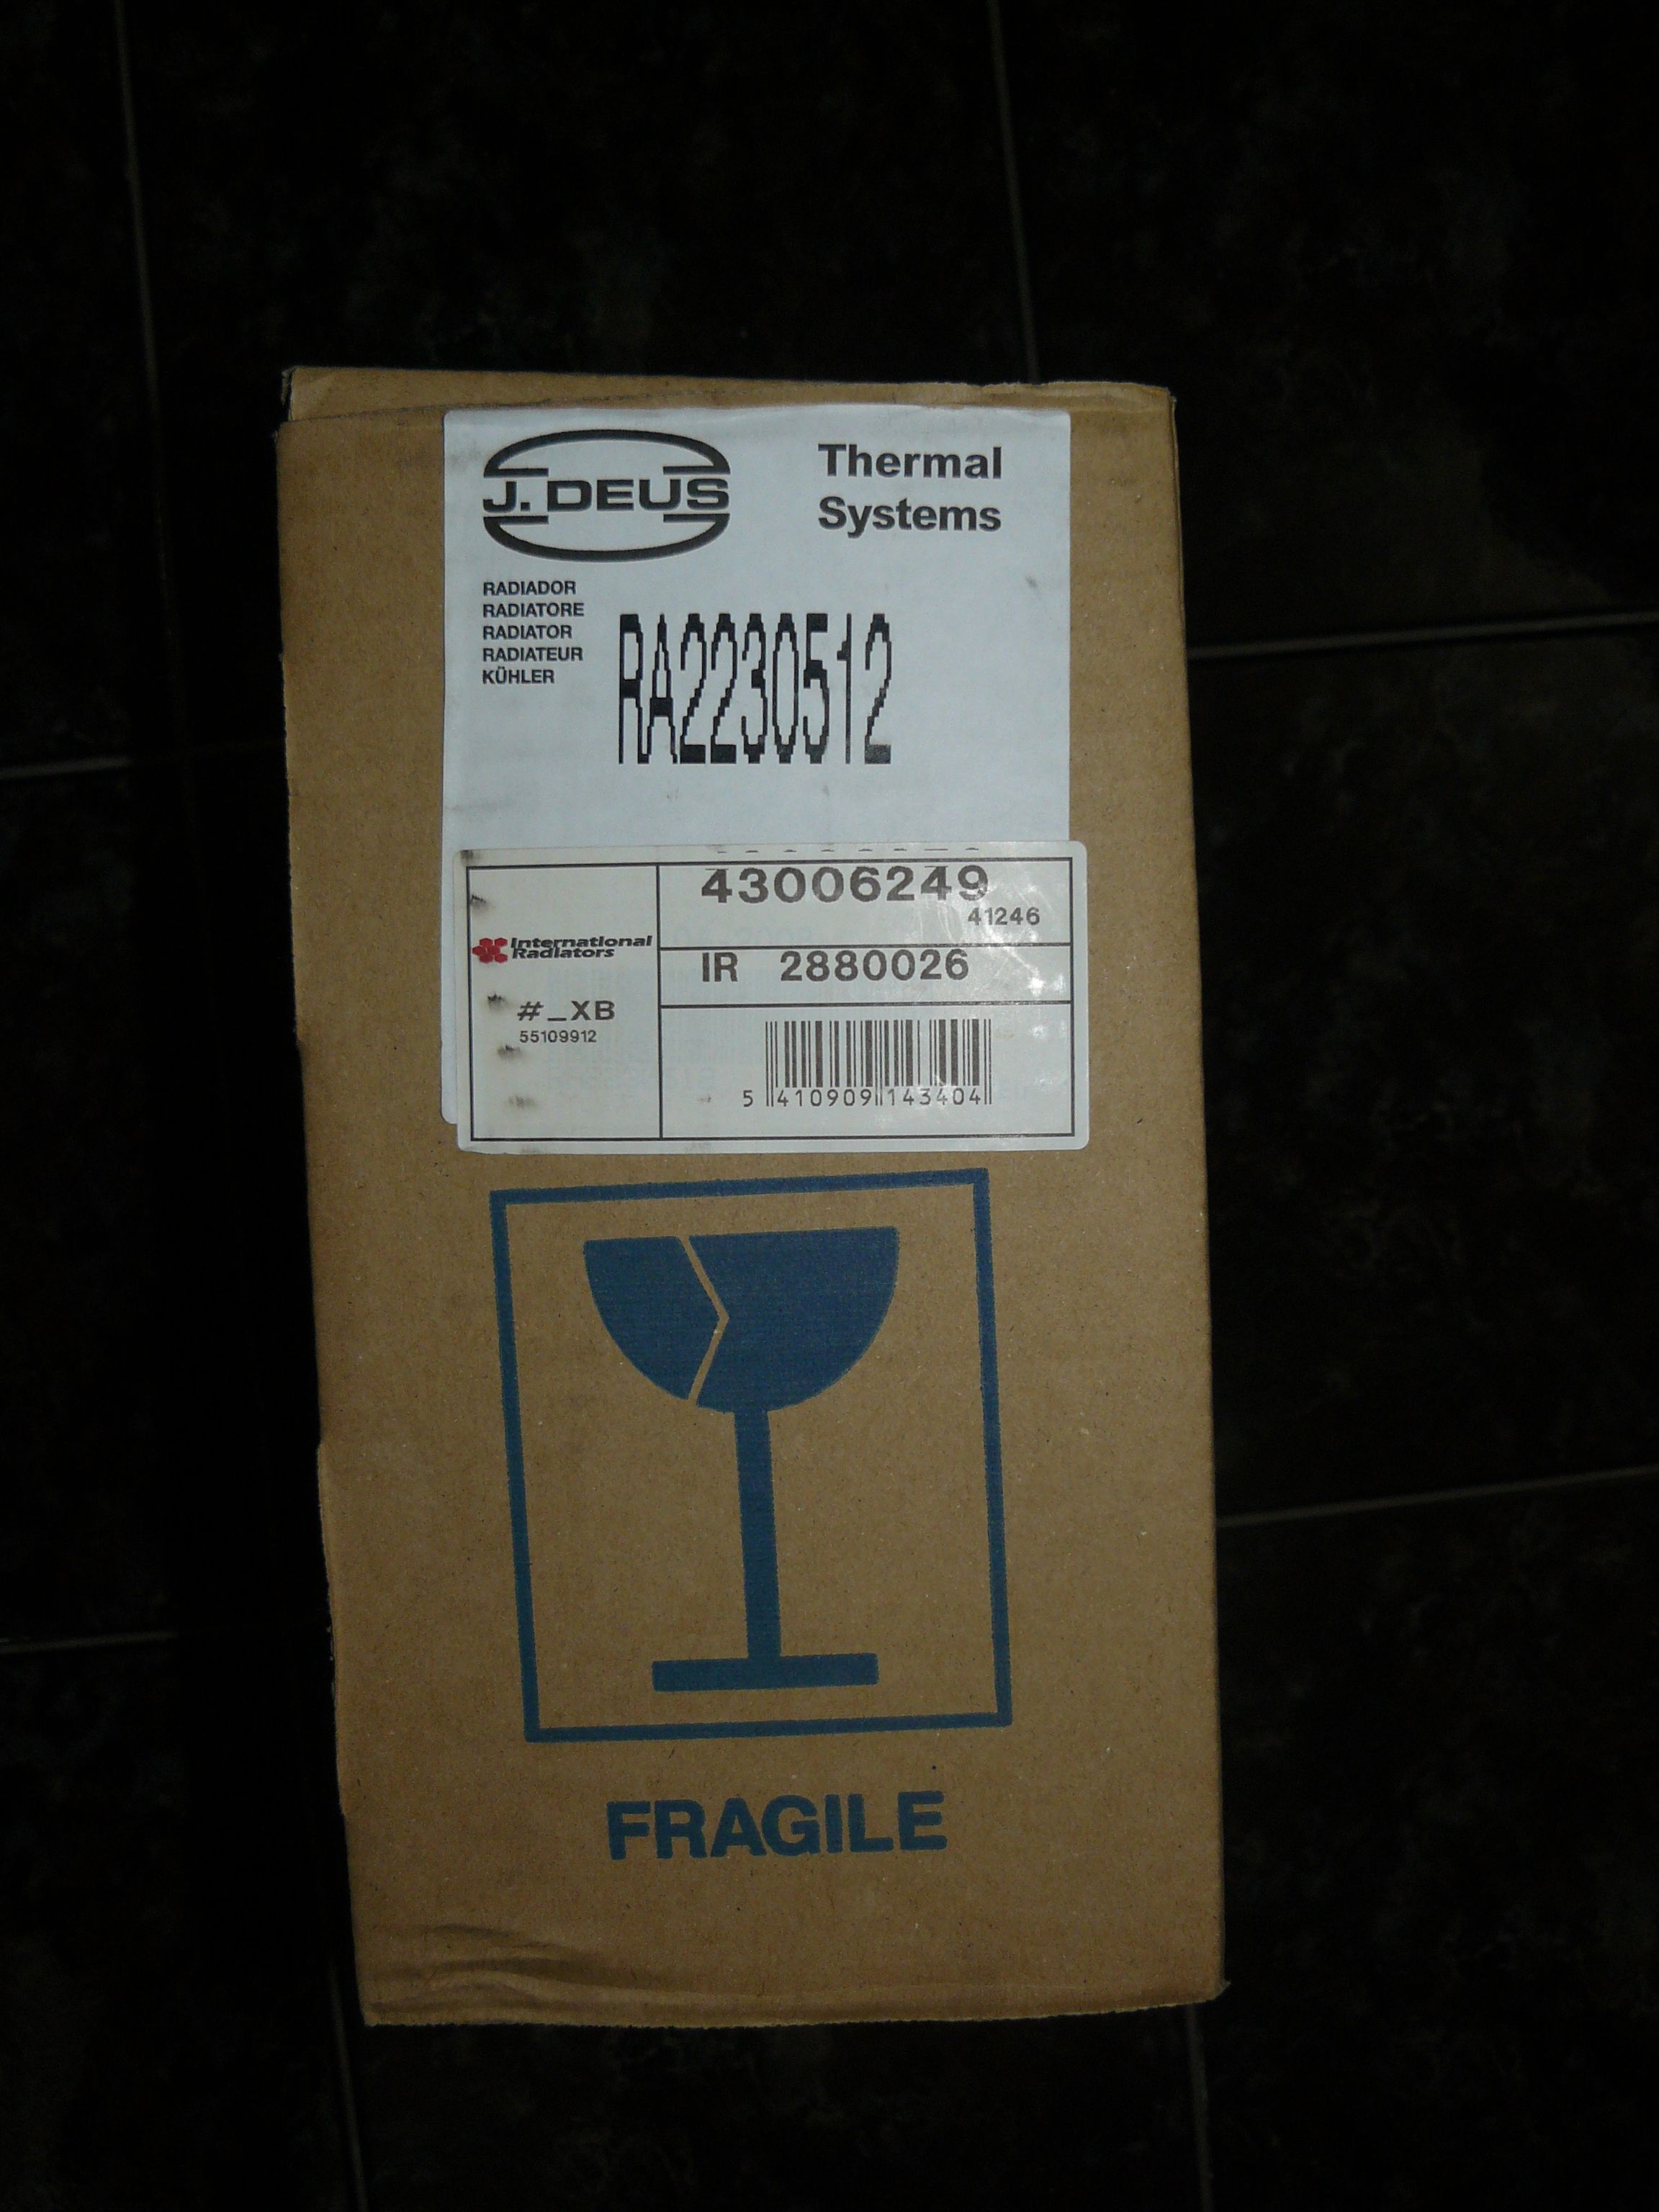 J. DEUS
Thermal
Systems
RADIADOR
RADIATORE
RADIATOR
RADIATEUR
KÜHLER
RA2230512
43006249
41246
International
Radiators
IR 2880026
#_XB
55109912
5 410909 143404
FRAGILE